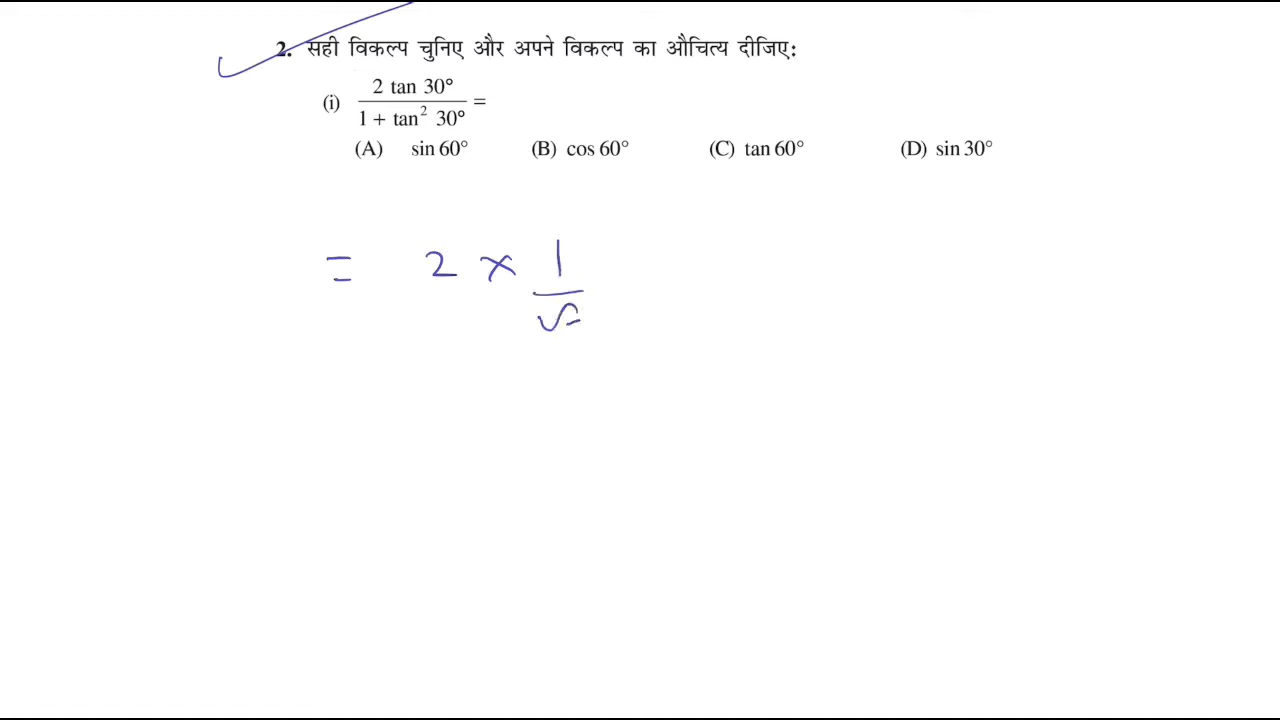 2. सही विकल्प चुनिए और अपने विकल्प का औचित्य दीजिए:
(i) 2 tan 30° / 1 + tan² 30° =
(A) sin 60° (B) cos 60° (C) tan 60° (D) sin 30°
= 2 × 1 / √